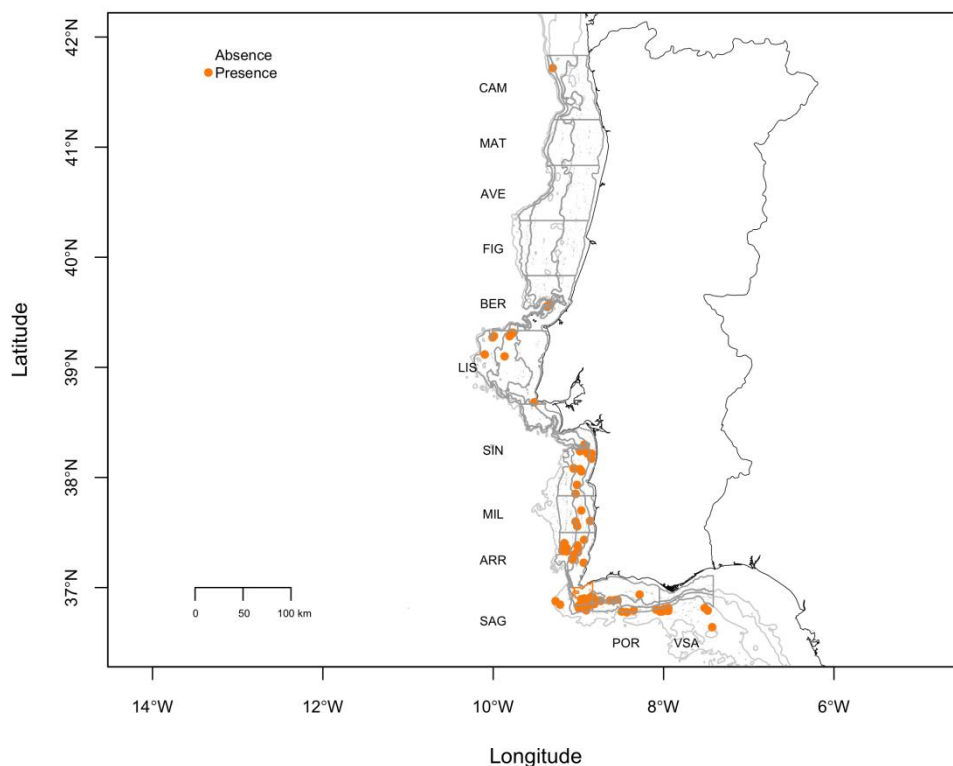 42°N
41°N
40°N
39°N
38°N
37°N
Latitude
Absence
Presence
CAM
MAT
AVE
FIG
BER
LIS
SIN
MIL
ARR
SAG
POR
VSA
0 50 100 km
14°W 12°W 10°W 8°W 6°W
Longitude